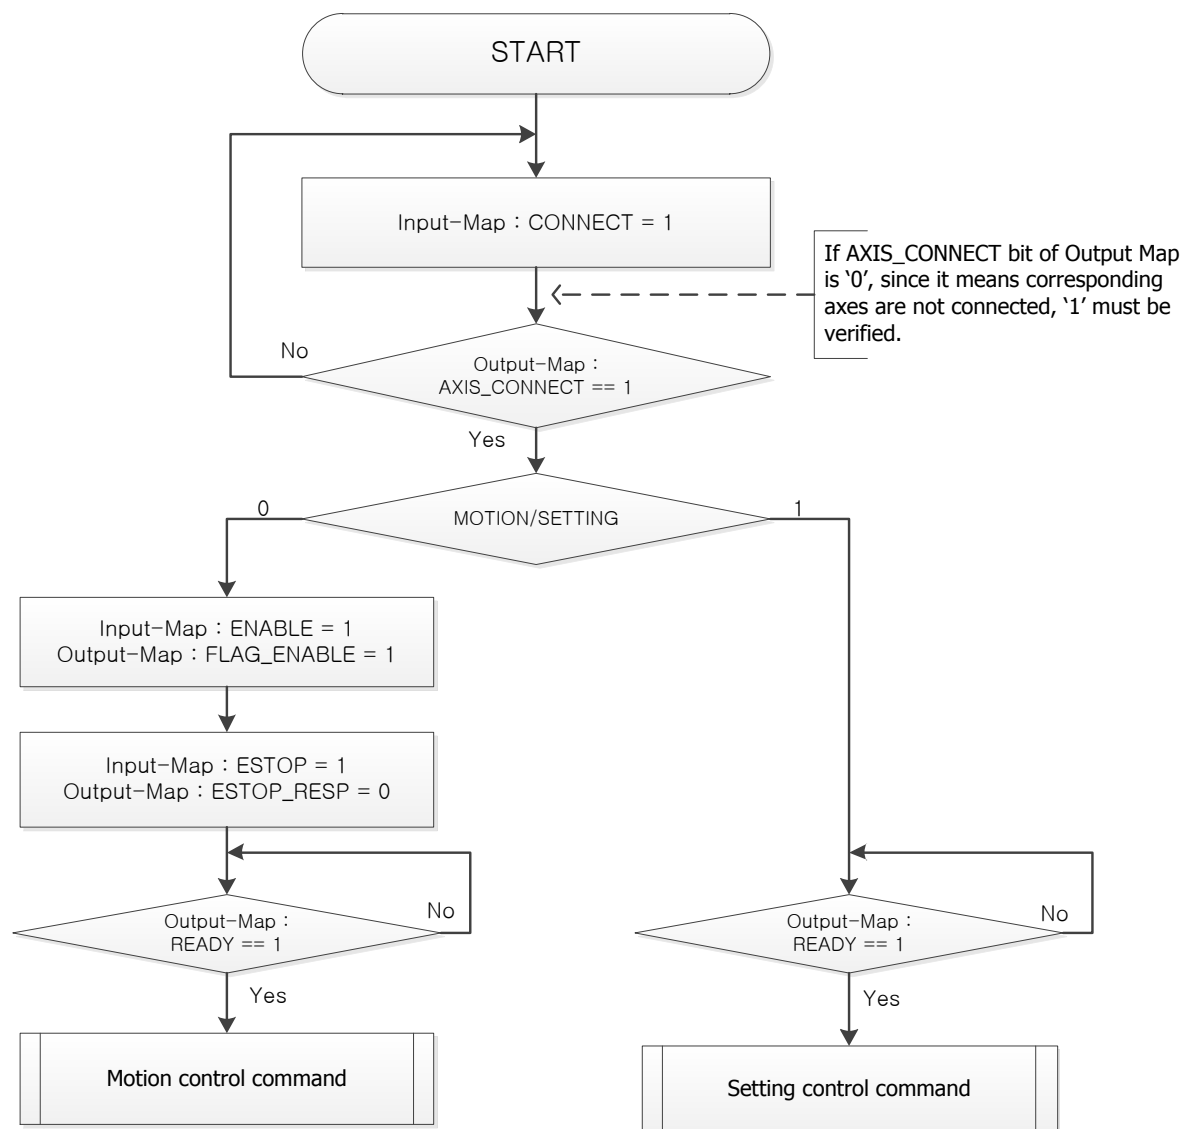 START
Input-Map : CONNECT = 1
If AXIS_CONNECT bit of Output Map
is ‘0’, since it means corresponding
axes are not connected, ‘1’ must be
verified.
No
Output-Map :
AXIS_CONNECT == 1
Yes
0
MOTION/SETTING
1
Input-Map : ENABLE = 1
Output-Map : FLAG_ENABLE = 1
Input-Map : ESTOP = 1
Output-Map : ESTOP_RESP = 0
Output-Map :
READY == 1
No
Yes
Output-Map :
READY == 1
No
Yes
Motion control command
Setting control command